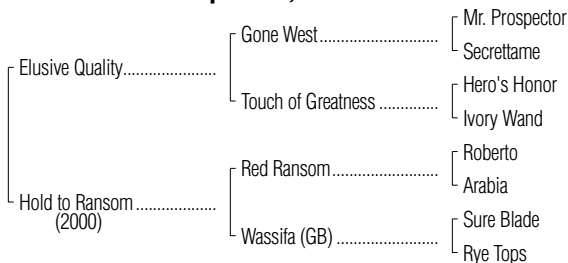 Mr. Prospector
Gone West
Secrettame
Elusive Quality
Hero's Honor
Touch of Greatness
Ivory Wand
Roberto
Red Ransom
Arabia
Hold to Ransom
(2000)
Sure Blade
Wassifa (GB)
Rye Tops